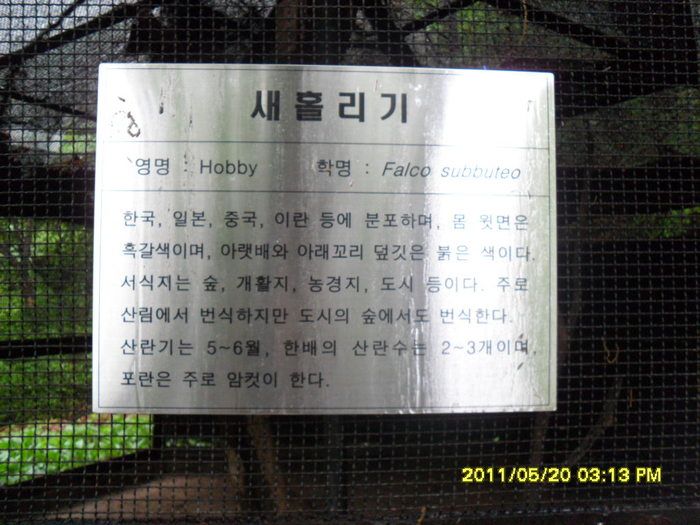 새홀리기
영명 : Hobby 학명 : Falco subbuteo
한국, 일본, 중국, 이란 등에 분포하며, 몸 윗면은
흑갈색이며, 아랫배와 아래꼬리 덮깃은 붉은 색이다.
서식지는 숲, 개활지, 농경지, 도시 등이다. 주로
산림에서 번식하지만 도시의 숲에서도 번식한다.
산란기는 5~6월, 한배의 산란수는 2~3개이며,
포란은 주로 암컷이 한다.
2011/05/20 03:13 PM